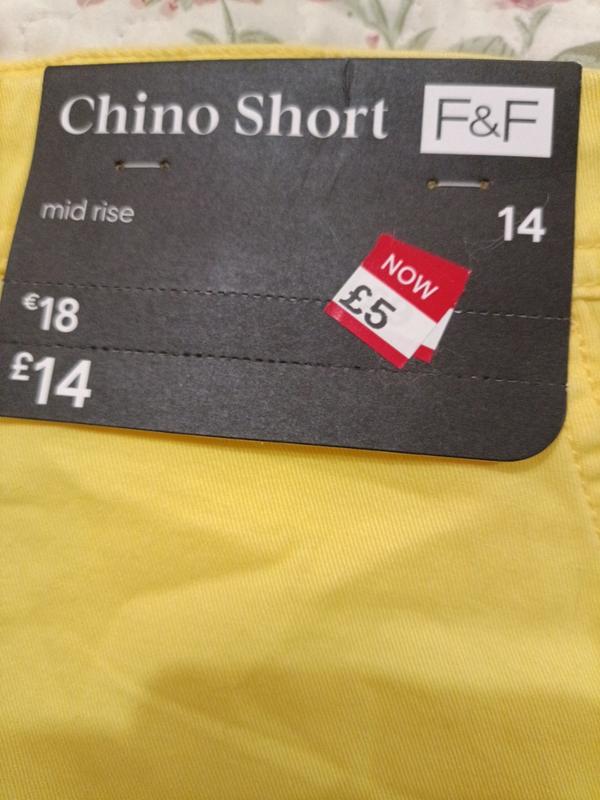 Chino Short
F&F
mid rise
14
NOW
£5
€18
£14